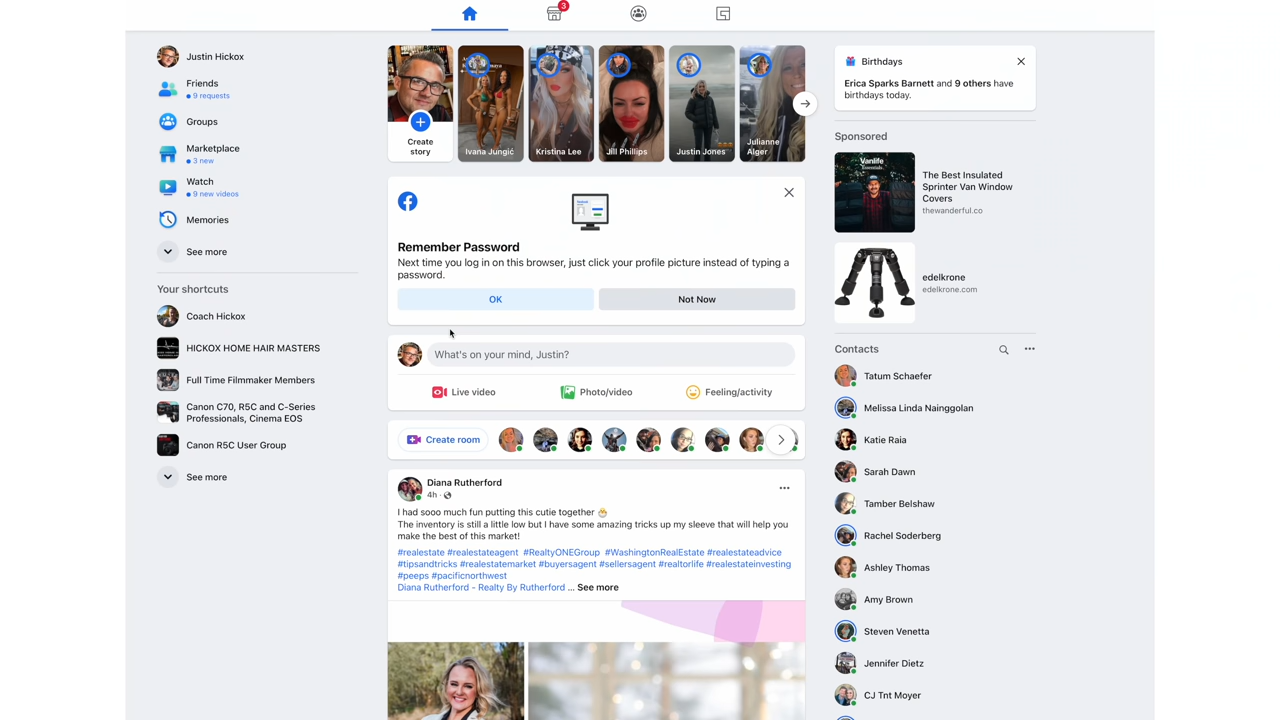 3
Justin Hickox
Friends
9 requests
Groups
Marketplace
3 new
Watch
9 new videos
Memories
See more
Your shortcuts
Coach Hickox
HICKOX HOME HAIR MASTERS
Full Time Filmmaker Members
Canon C70, R5C and C-Series
Professionals, Cinema EOS
Canon R5C User Group
See more
Create
story
Ivana Jungić
Kristina Lee
Jill Phillips
Justin Jones
Julianne
Alger
Remember Password
Next time you log in on this browser, just click your profile picture instead of typing a
password.
OK
Not Now
What's on your mind, Justin?
Live video
Photo/video
Feeling/activity
Create room
Diana Rutherford
4h ·
I had sooo much fun putting this cutie together 🐣
The inventory is still a little low but I have some amazing tricks up my sleeve that will help you
make the best of this market!
#realestate #realestateagent #RealtyONEGroup #WashingtonRealEstate #realestateadvice
#tipsandtricks #realestatemarket #buyersagent #sellersagent #realtorlife #realestateinvesting
#peeps #pacificnorthwest
Diana Rutherford - Realty By Rutherford ... See more
Birthdays
Erica Sparks Barnett and 9 others have
birthdays today.
Sponsored
Vanlife
Essentials
The Best Insulated
Sprinter Van Window
Covers
thewanderful.co
edelkrone
edelkrone.com
Contacts
Tatum Schaefer
Melissa Linda Nainggolan
Katie Raia
Sarah Dawn
Tamber Belshaw
Rachel Soderberg
Ashley Thomas
Amy Brown
Steven Venetta
Jennifer Dietz
CJ Tnt Moyer